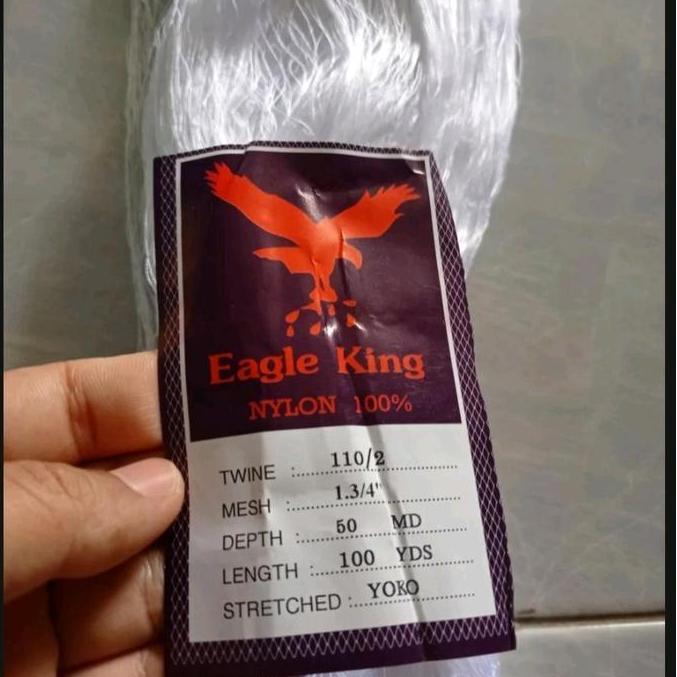 Eagle King
NYLON 100%
TWINE : 110/2
MESH : 1.3/4"
DEPTH : 50 MD
LENGTH : 100 YDS
STRETCHED : YOKO